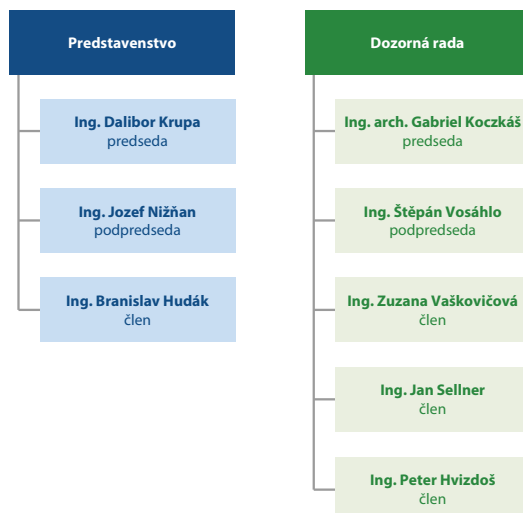 Predstavenstvo
Ing. Dalibor Krupa
predseda
Ing. Jozef Nižňan
podpredseda
Ing. Branislav Hudák
člen
Dozorná rada
Ing. arch. Gabriel Koczkáš
predseda
Ing. Štěpán Vosáhlo
podpredseda
Ing. Zuzana Vaškovičová
člen
Ing. Jan Sellner
člen
Ing. Peter Hvizdoš
člen